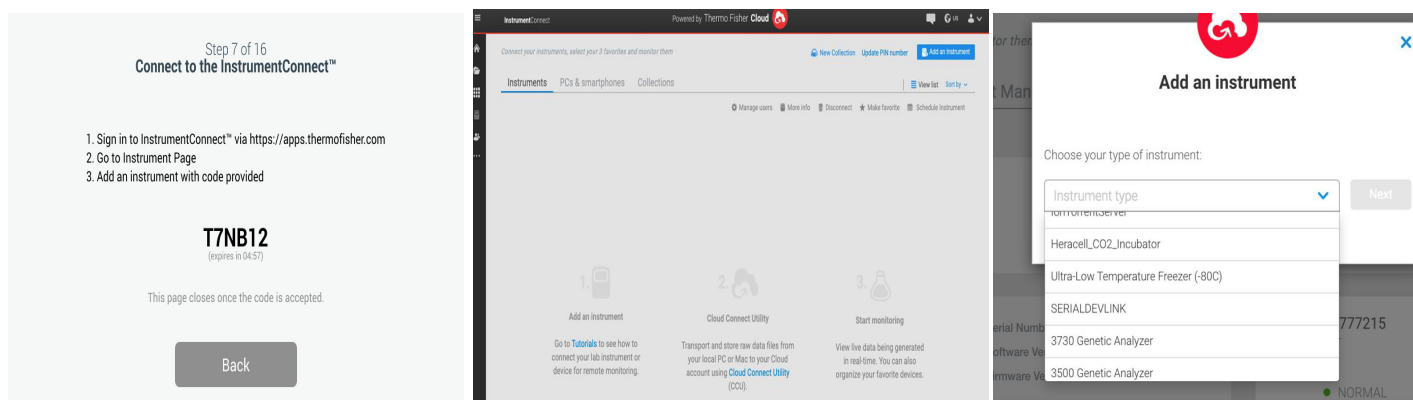 Step 7 of 16
Connect to the InstrumentConnect™
1. Sign in to InstrumentConnect™ via https://apps.thermofisher.com
2. Go to Instrument Page
3. Add an instrument with code provided
T7NB12
(expires in 04:57)
This page closes once the code is accepted.
Back
InstrumentConnect
Powered by Thermo Fisher Cloud
US
Connect your instruments, select your 3 favorites and monitor them
New Collection Update PIN number Add an Instrument
Instruments PCs & smartphones Collections
View list Sort by
Manage users More info Disconnect Make favorite Schedule Instrument
1.
Add an instrument
Go to Tutorials to see how to
connect your lab instrument or
device for remote monitoring.
2.
Cloud Connect Utility
Transport and store raw data files from
your local PC or Mac to your Cloud
account using Cloud Connect Utility
(CCU).
3.
Start monitoring
View live data being generated
in real-time. You can also
organize your favorite devices.
Add an instrument
Choose your type of instrument:
Instrument type
Next
IonTorrentServer
Heracell_CO2_Incubator
Ultra-Low Temperature Freezer (-80C)
SERIALDEVLINK
3730 Genetic Analyzer
3500 Genetic Analyzer
777215
NORMAL